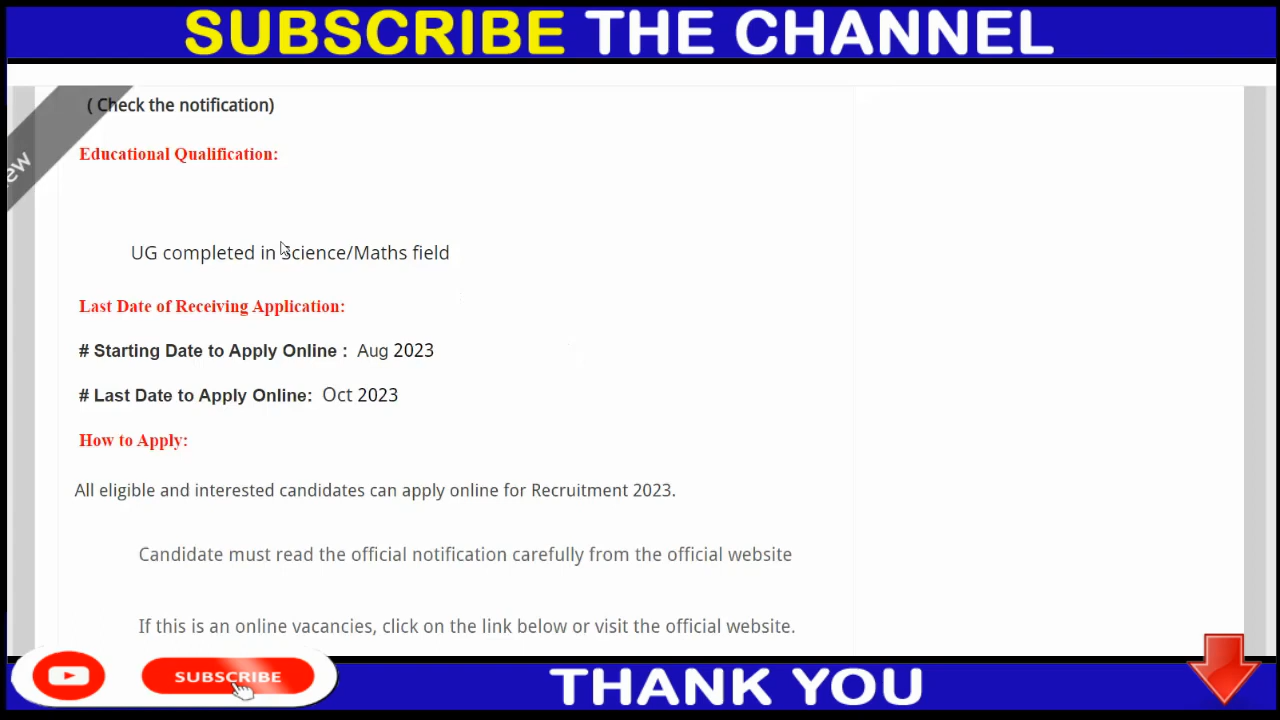 SUBSCRIBE THE CHANNEL
( Check the notification)
Educational Qualification:
UG completed in Science/Maths field
Last Date of Receiving Application:
# Starting Date to Apply Online : Aug 2023
# Last Date to Apply Online: Oct 2023
How to Apply:
All eligible and interested candidates can apply online for Recruitment 2023.
Candidate must read the official notification carefully from the official website
If this is an online vacancies, click on the link below or visit the official website.
SUBSCRIBE
THANK YOU